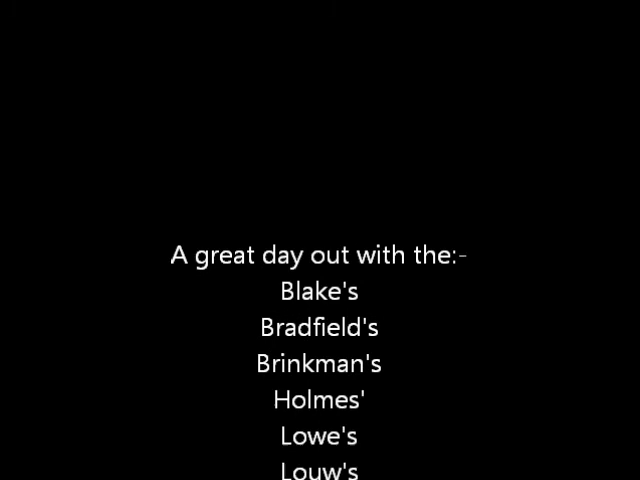 A great day out with the:-
Blake's
Bradfield's
Brinkman's
Holmes'
Lowe's
Louw's